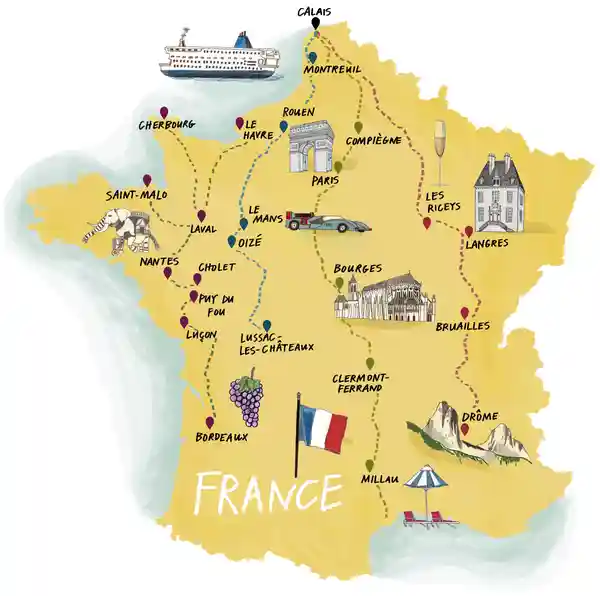 CALAIS
MONTREUIL
ROUEN
LE
HAVRE
CHERBOURG
COMPIÈGNE
PARIS
SAINT-MALO
LAVAL
LE
MANS
OIZÉ
LES
RICEYS
LANGRES
NANTES
CHOLET
PUY DU
FOU
LUÇON
BOURGES
BRUAILLES
LUSSAC-
LES-CHÂTEAUX
CLERMONT-
FERRAND
DRÔME
BORDEAUX
MILLAU
FRANCE